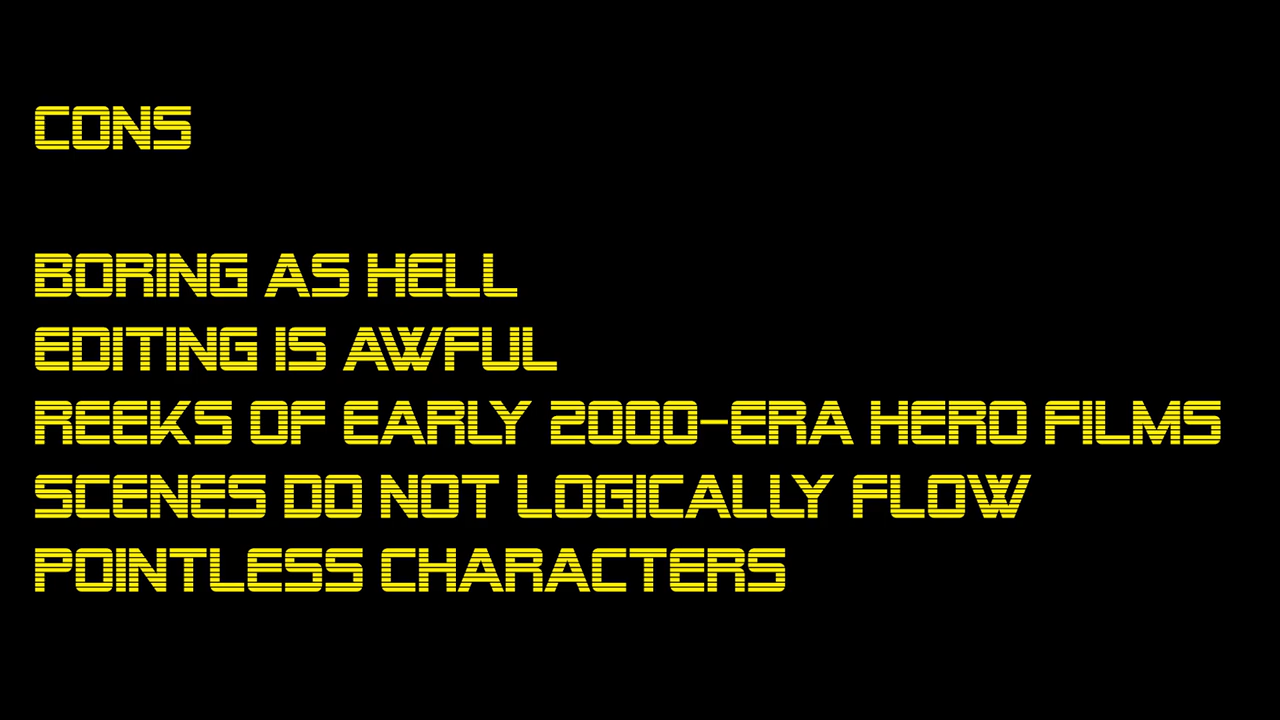 CONS
BORING AS HELL
EDITING IS AWFUL
REEKS OF EARLY 2000-ERA HERO FILMS
SCENES DO NOT LOGICALLY FLOW
POINTLESS CHARACTERS